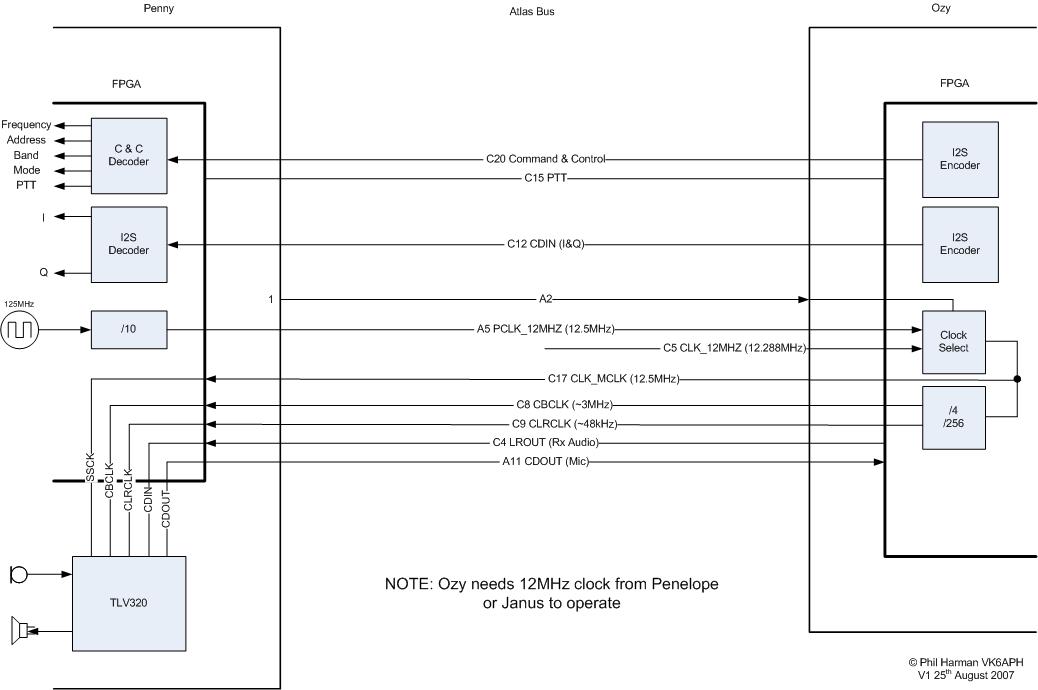 Penny
Atlas Bus
Ozy
FPGA
FPGA
Frequency
Address
Band
Mode
PTT
C & C
Decoder
C20 Command & Control
C15 PTT
I2S
Encoder
I
Q
I2S
Decoder
C12 CDIN (I&Q)
I2S
Encoder
1
A2
125MHz
/10
A5 PCLK_12MHZ (12.5MHz)
C5 CLK_12MHZ (12.288MHz)
Clock
Select
C17 CLK_MCLK (12.5MHz)
C8 CBCLK (~3MHz)
C9 CLRCLK (~48kHz)
/4
/256
C4 LROUT (Rx Audio)
A11 CDOUT (Mic)
SSCK
CBCLK
CLRCLK
CDIN
CDOUT
TLV320
NOTE: Ozy needs 12MHz clock from Penelope
or Janus to operate
© Phil Harman VK6APH
V1 25th August 2007